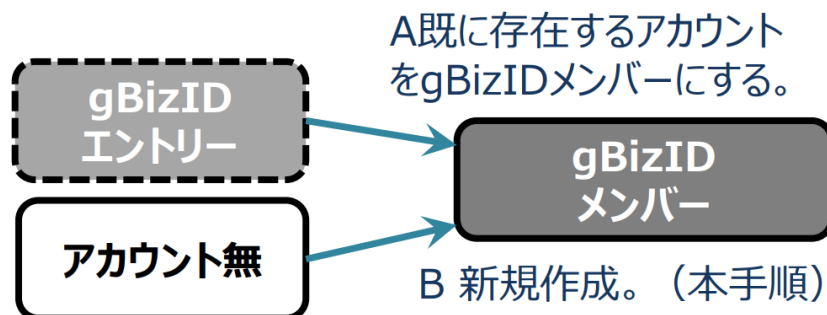 A既に存在するアカウント
をgBizIDメンバーにする。
gBizID
エントリー
gBizID
メンバー
アカウント無
B 新規作成。（本手順）